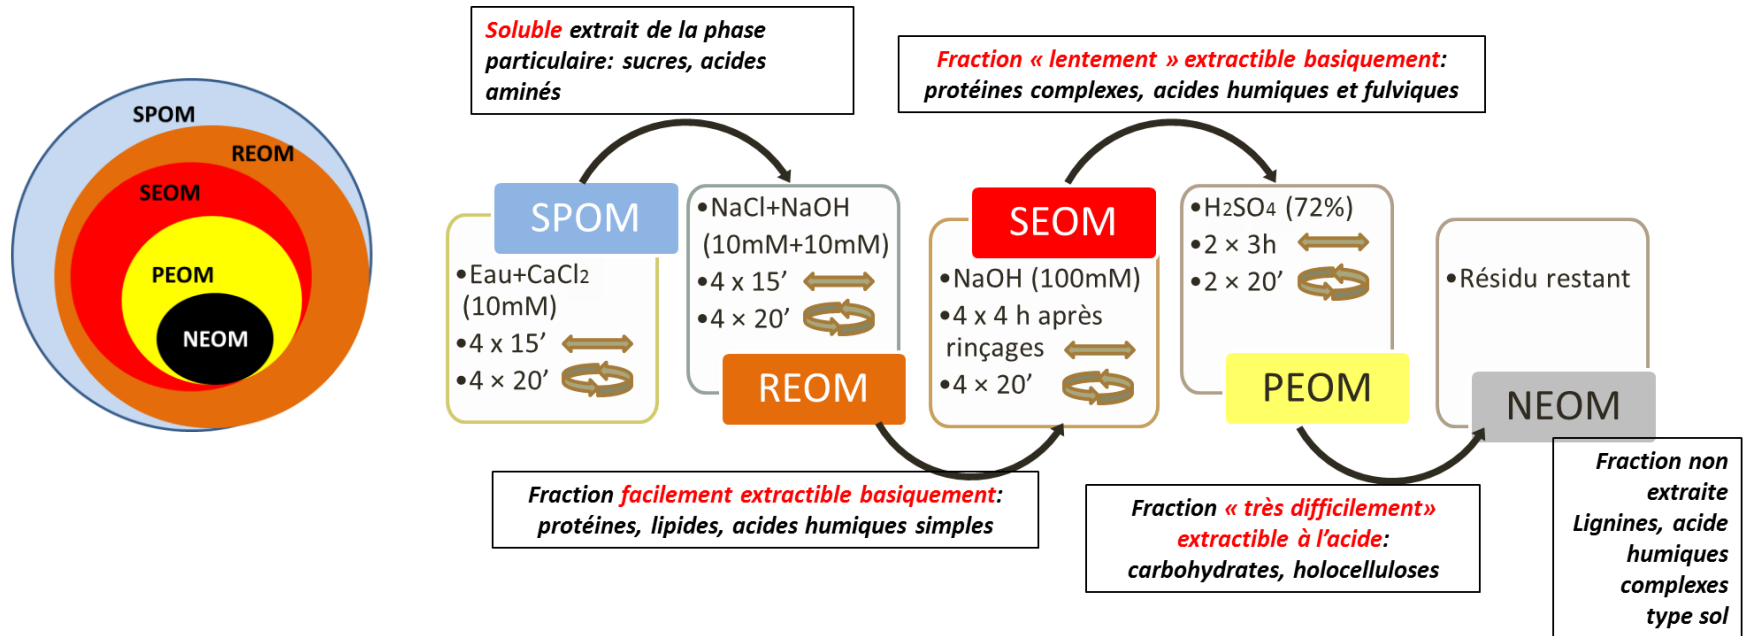 SPOM
REOM
SEOM
PEOM
NEOM
Soluble extrait de la phase
particulaire: sucres, acides
aminés
Fraction « lentement » extractible basiquement:
protéines complexes, acides humiques et fulviques
SPOM
•Eau+CaCl2
(10mM)
•4 x 15’
•4 × 20’
•NaCl+NaOH
(10mM+10mM)
•4 x 15’
•4 × 20’
REOM
SEOM
•NaOH (100mM)
•4 x 4 h après
rinçages
•4 × 20’
•H2SO4 (72%)
•2 × 3h
•2 × 20’
PEOM
•Résidu restant
NEOM
Fraction facilement extractible basiquement:
protéines, lipides, acides humiques simples
Fraction « très difficilement»
extractible à l’acide:
carbohydrates, holocelluloses
Fraction non
extraite
Lignines, acide
humiques
complexes
type sol